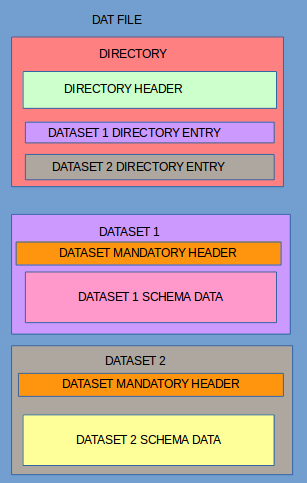 DAT FILE
DIRECTORY
DIRECTORY HEADER
DATASET 1 DIRECTORY ENTRY
DATASET 2 DIRECTORY ENTRY
DATASET 1
DATASET MANDATORY HEADER
DATASET 1 SCHEMA DATA
DATASET 2
DATASET MANDATORY HEADER
DATASET 2 SCHEMA DATA